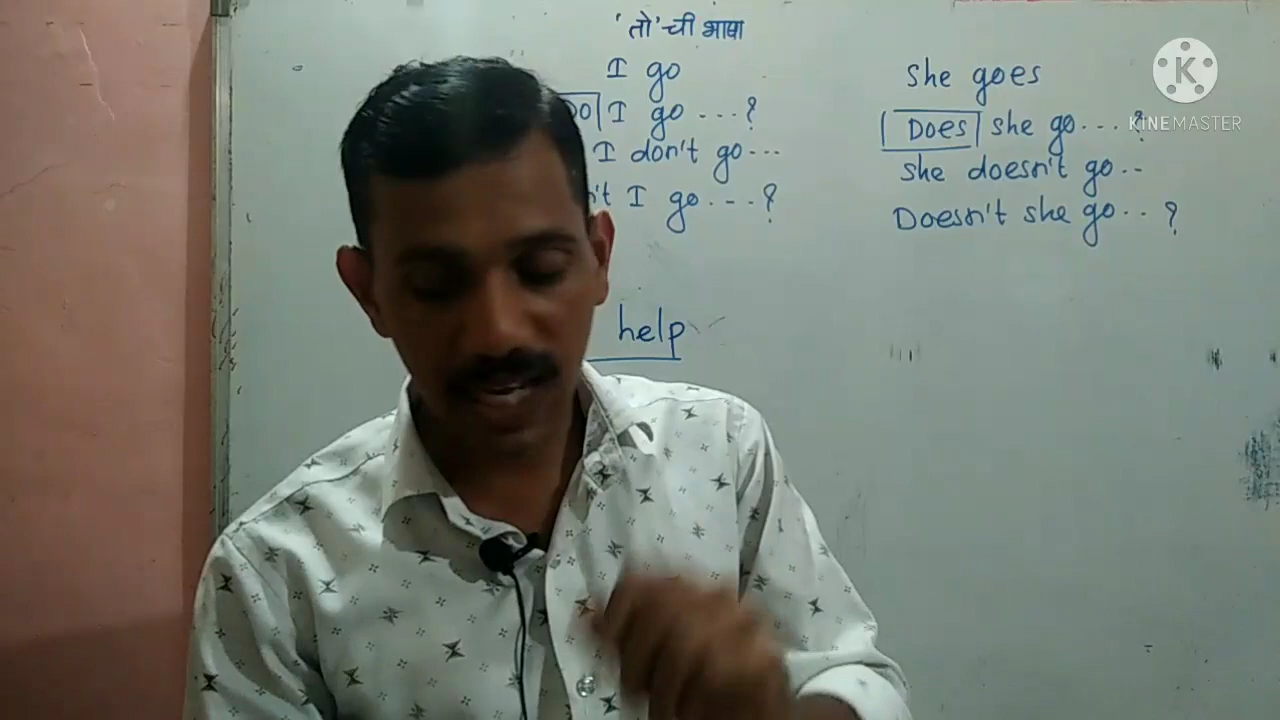 'तो' ची भाषा
I go
I go ---?
I don't go ---
I go ---?
help
She goes
Does she go ---?
she doesn't go --
Doesn't she go -- ?
K
KINEMASTER